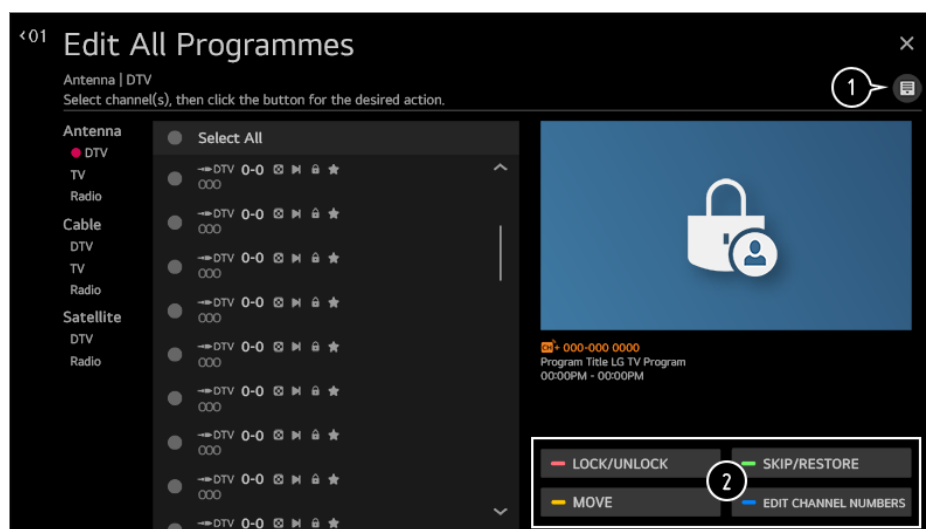 ‹01 Edit All Programmes
Antenna | DTV
Select channel(s), then click the button for the desired action.
1
Antenna
DTV
TV
Radio
Cable
DTV
TV
Radio
Satellite
DTV
Radio
Select All
DTV 0-0
000
DTV 0-0
000
DTV 0-0
000
DTV 0-0
000
DTV 0-0
000
DTV 0-0
000
DTV 0-0
000
DTV 0-0
000
DTV 0-0
CH+ 000-000 0000
Program Title LG TV Program
00:00PM - 00:00PM
LOCK/UNLOCK
SKIP/RESTORE
2
MOVE
EDIT CHANNEL NUMBERS